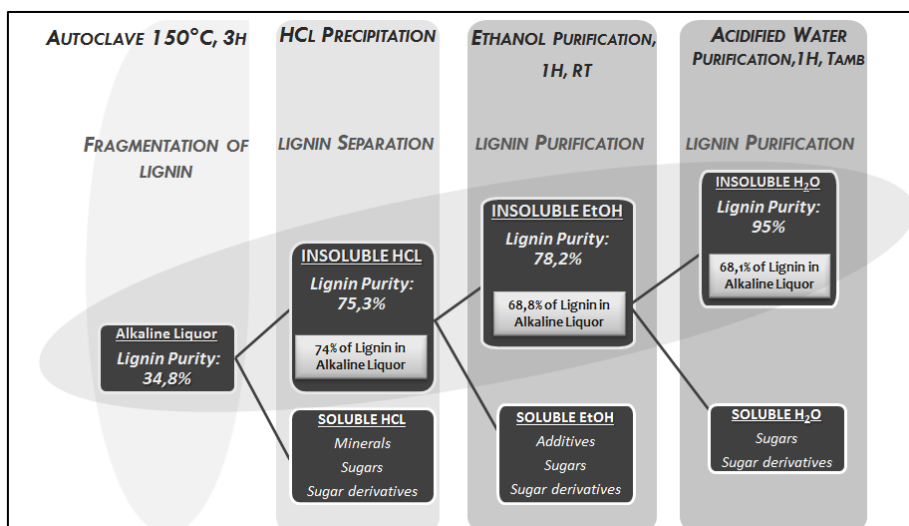 AUTOCLAVE 150°C, 3H
HCL PRECIPITATION
ETHANOL PURIFICATION,
1H, RT
ACIDIFIED WATER
PURIFICATION,1H, TAMB
FRAGMENTATION OF
LIGNIN
LIGNIN SEPARATION
LIGNIN PURIFICATION
LIGNIN PURIFICATION
Alkaline Liquor
Lignin Purity:
34,8%
INSOLUBLE HCL
Lignin Purity:
75,3%
74% of Lignin in
Alkaline Liquor
SOLUBLE HCL
Minerals
Sugars
Sugar derivatives
INSOLUBLE EtOH
Lignin Purity:
78,2%
68,8% of Lignin in
Alkaline Liquor
SOLUBLE EtOH
Additives
Sugars
Sugar derivatives
INSOLUBLE H₂O
Lignin Purity:
95%
68,1% of Lignin in
Alkaline Liquor
SOLUBLE H₂O
Sugars
Sugar derivatives